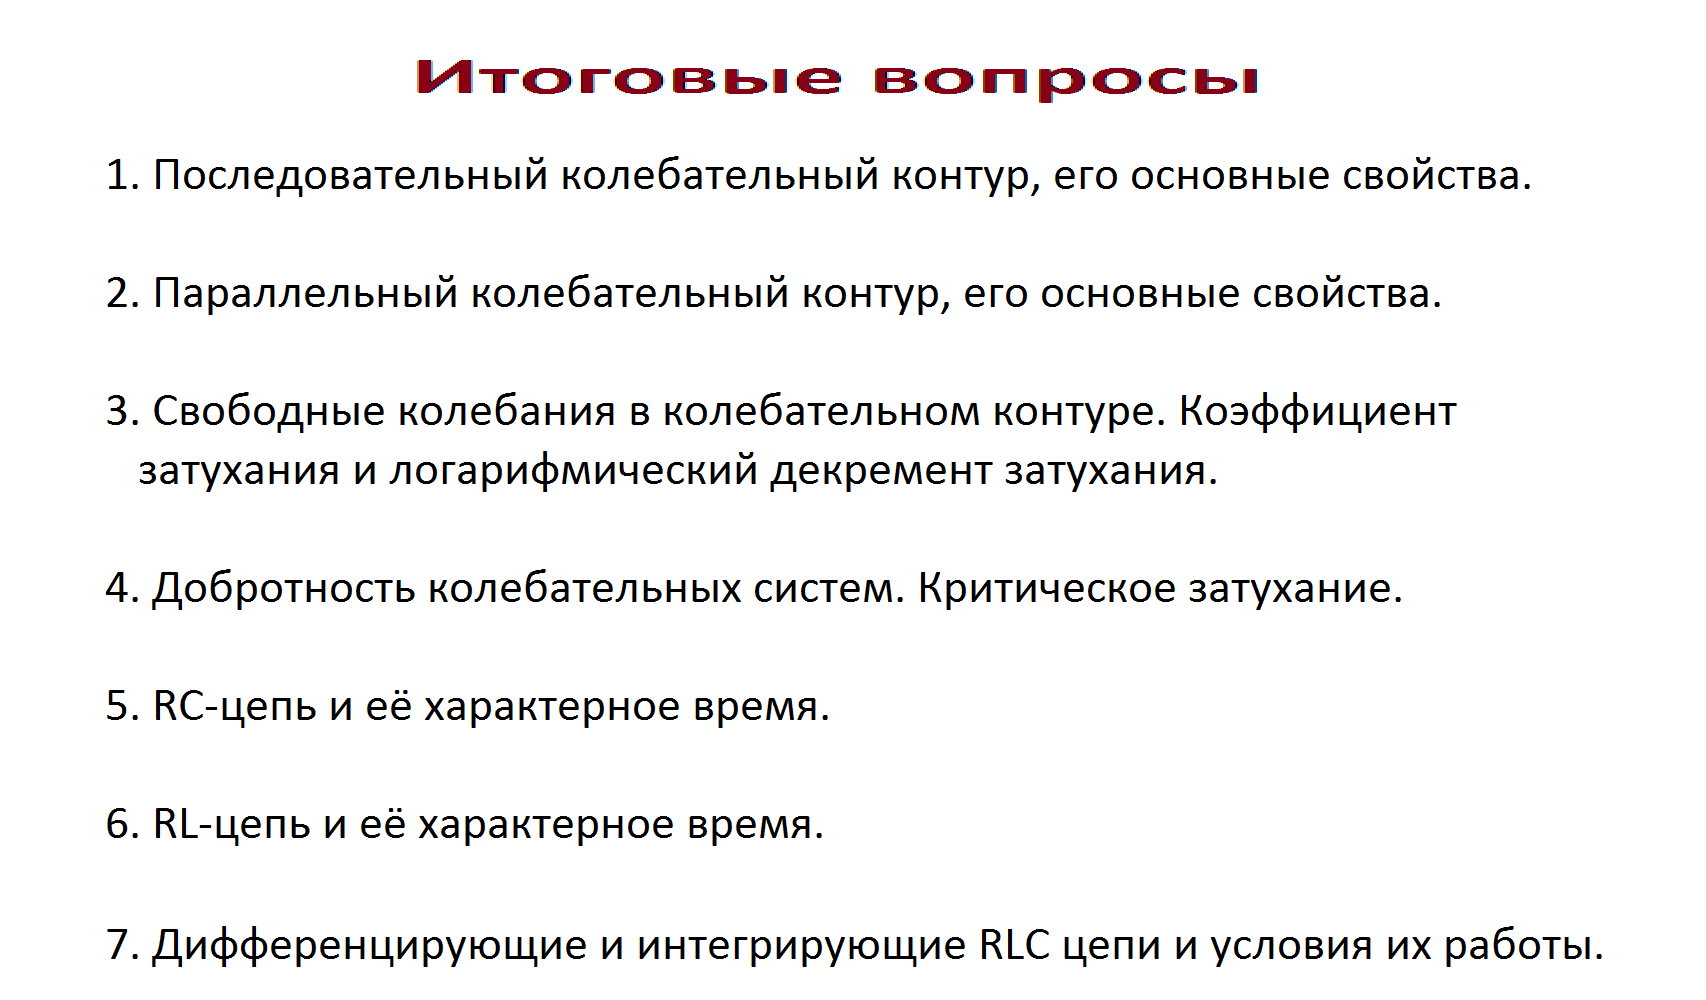 Итоговые вопросы
1. Последовательный колебательный контур, его основные свойства.
2. Параллельный колебательный контур, его основные свойства.
3. Свободные колебания в колебательном контуре. Коэффициент
затухания и логарифмический декремент затухания.
4. Добротность колебательных систем. Критическое затухание.
5. RC-цепь и её характерное время.
6. RL-цепь и её характерное время.
7. Дифференцирующие и интегрирующие RLC цепи и условия их работы.